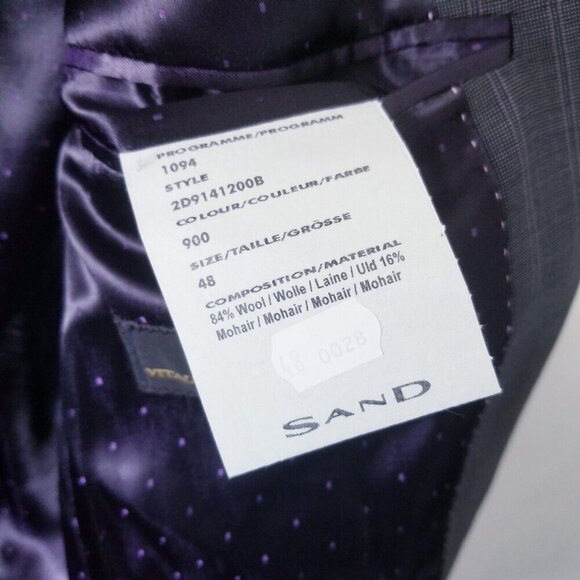 PROGRAMME/PROGRAMM
1094
STYLE
2D9141200B
COLOUR/COULEUR/FARBE
900
SIZE/TAILLE/GRÖSSE
48
COMPOSITION/MATERIAL
84% Wool / Wolle / Laine / Uld 16%
Mohair / Mohair / Mohair / Mohair
48 0028
SAND